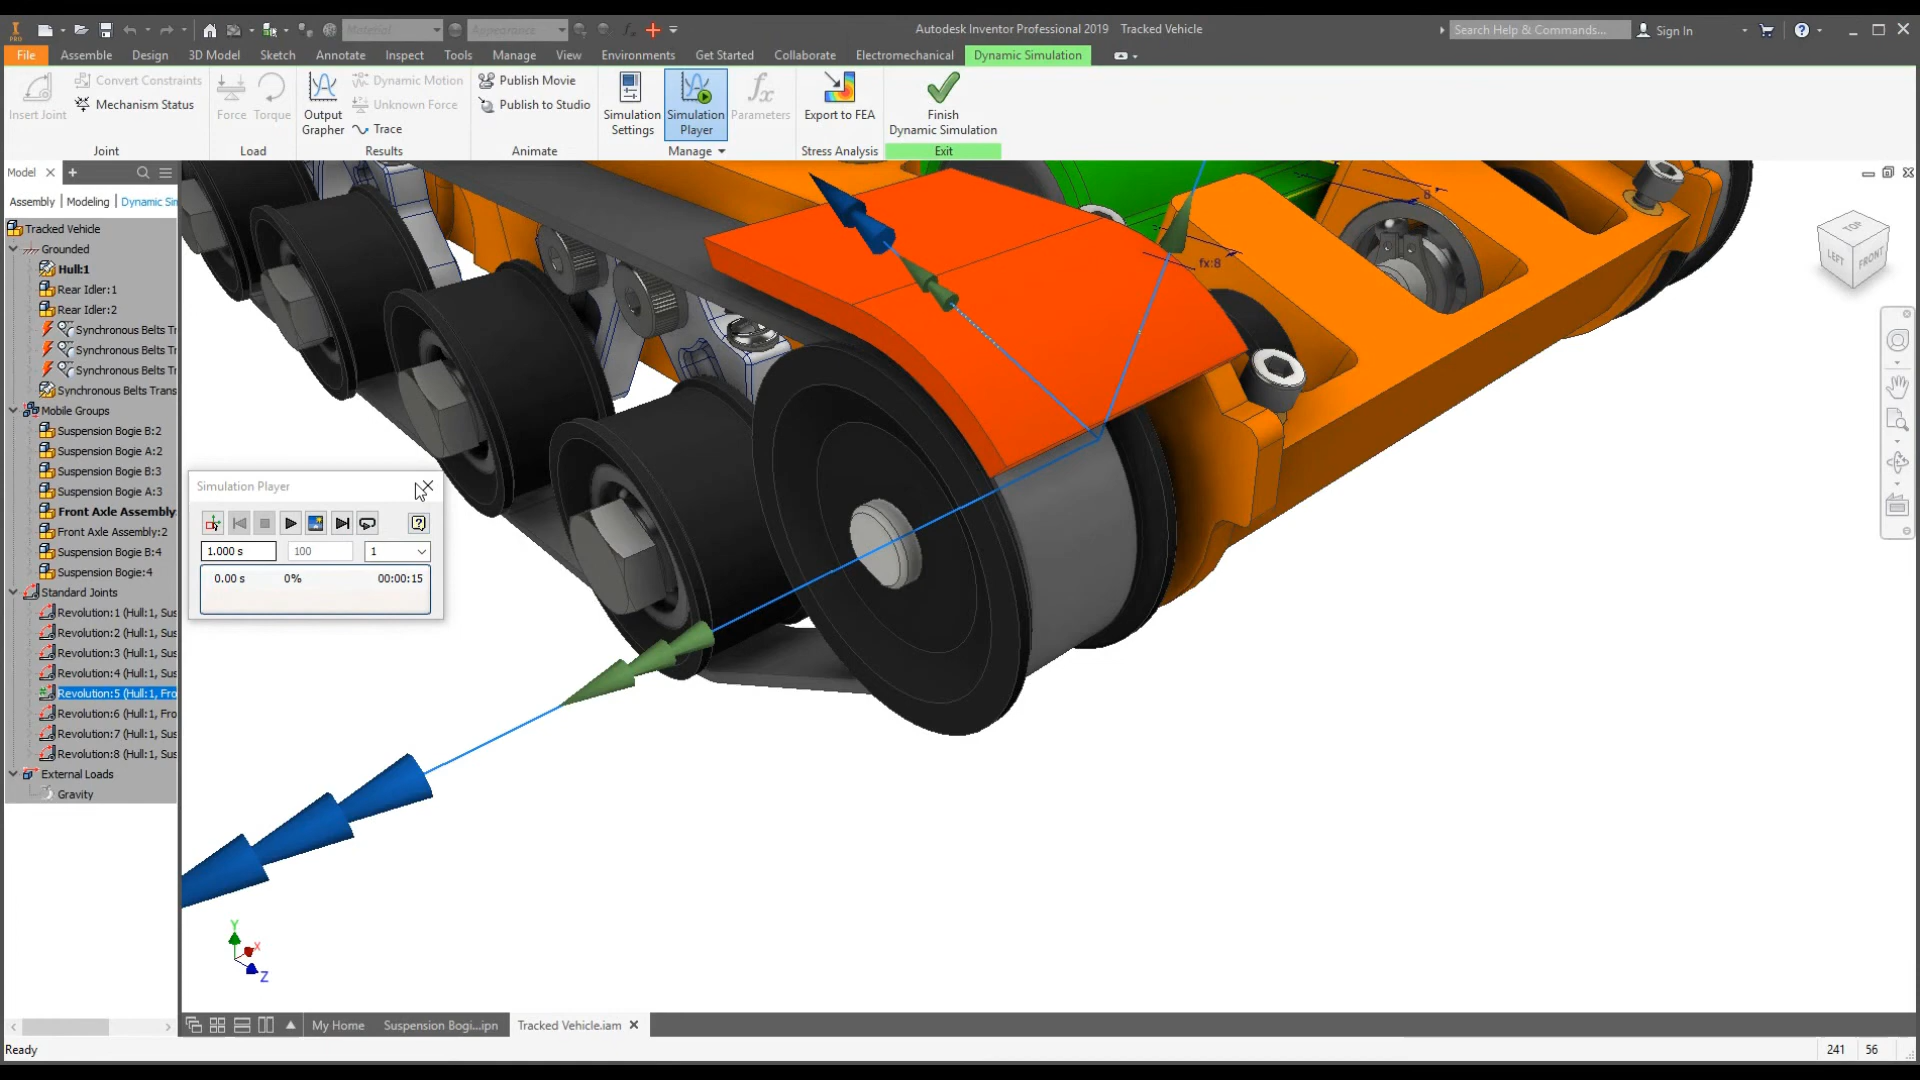 Material
Appearance
Autodesk Inventor Professional 2019 Tracked Vehicle
Search Help & Commands...
Sign In
File Assemble Design 3D Model Sketch Annotate Inspect Tools Manage View Environments Get Started Collaborate Electromechanical Dynamic Simulation
Insert Joint
Convert Constraints
Mechanism Status
Joint
Force Torque
Load
Output Grapher
Dynamic Motion
Unknown Force
Trace
Results
Publish Movie
Publish to Studio
Animate
Simulation Settings
Simulation Player
Parameters
Manage
Export to FEA
Stress Analysis
Finish
Dynamic Simulation
Exit
Model
Assembly Modeling Dynamic Sin
Tracked Vehicle
Grounded
Hull:1
Rear Idler:1
Rear Idler:2
Synchronous Belts Tr
Synchronous Belts Tr
Synchronous Belts Tr
Synchronous Belts Trans
Mobile Groups
Suspension Bogie B:2
Suspension Bogie A:2
Suspension Bogie B:3
Suspension Bogie A:3
Front Axle Assembly:
Front Axle Assembly:2
Suspension Bogie B:4
Suspension Bogie:4
Standard Joints
Revolution:1 (Hull:1, Sus
Revolution:2 (Hull:1, Sus
Revolution:3 (Hull:1, Sus
Revolution:4 (Hull:1, Sus
Revolution:5 (Hull:1, Fro
Revolution:6 (Hull:1, Fro
Revolution:7 (Hull:1, Sus
Revolution:8 (Hull:1, Sus
External Loads
Gravity
Simulation Player
1.000 s 100 1
0.00 s 0% 00:00:15
fx:8
8
TOP
LEFT FRONT
Y
X
Z
My Home Suspension Bogi...ipn Tracked Vehicle.iam
Ready
241 56